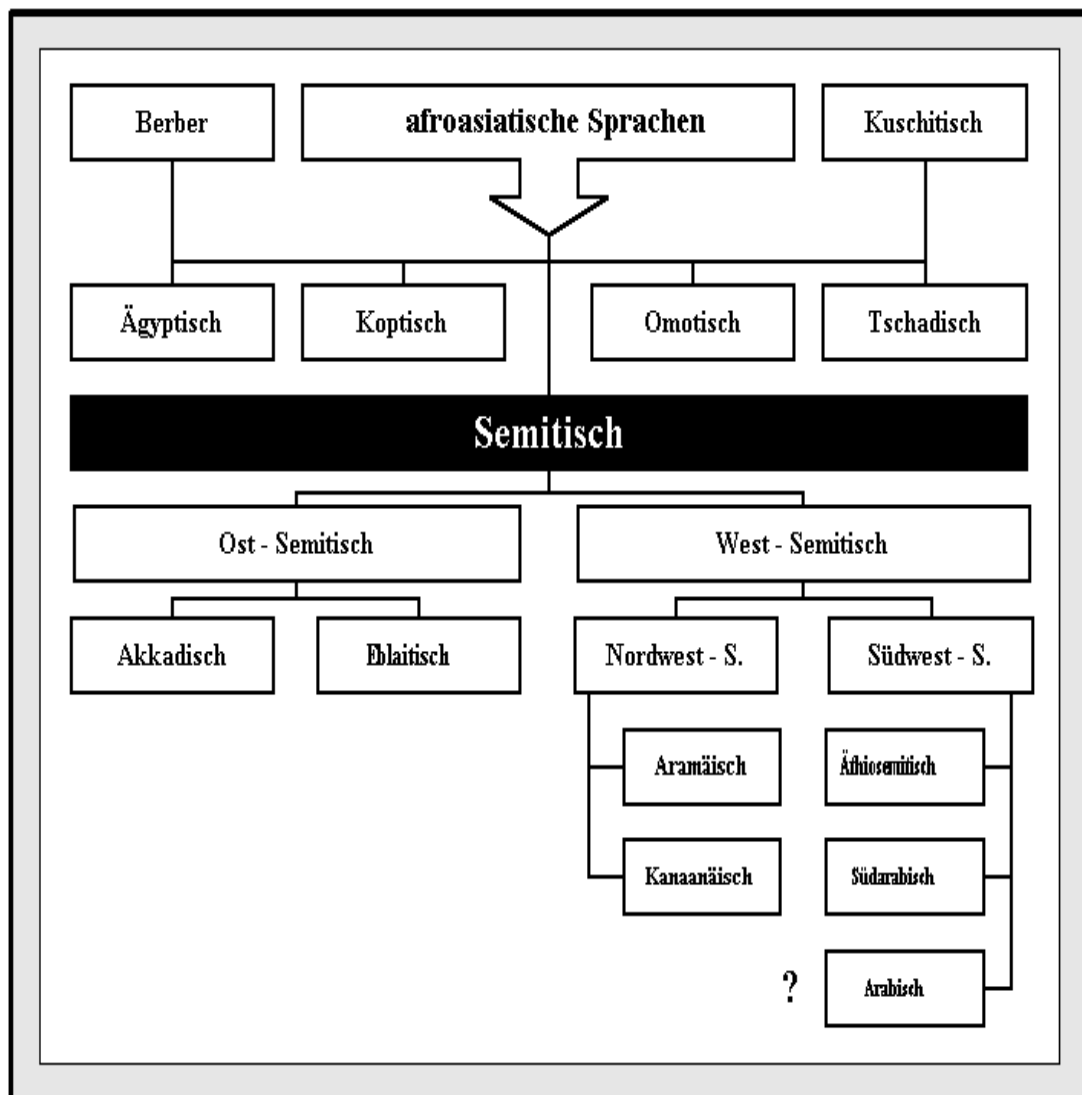 Berber
afroasiatische Sprachen
Kuschitisch
Ägyptisch
Koptisch
Omotisch
Tschadisch
Semitisch
Ost - Semitisch
West - Semitisch
Akkadisch
Eblaitisch
Nordwest - S.
Südwest - S.
Aramäisch
Äthiosemitisch
Kanaanäisch
Südarabisch
?
Arabisch